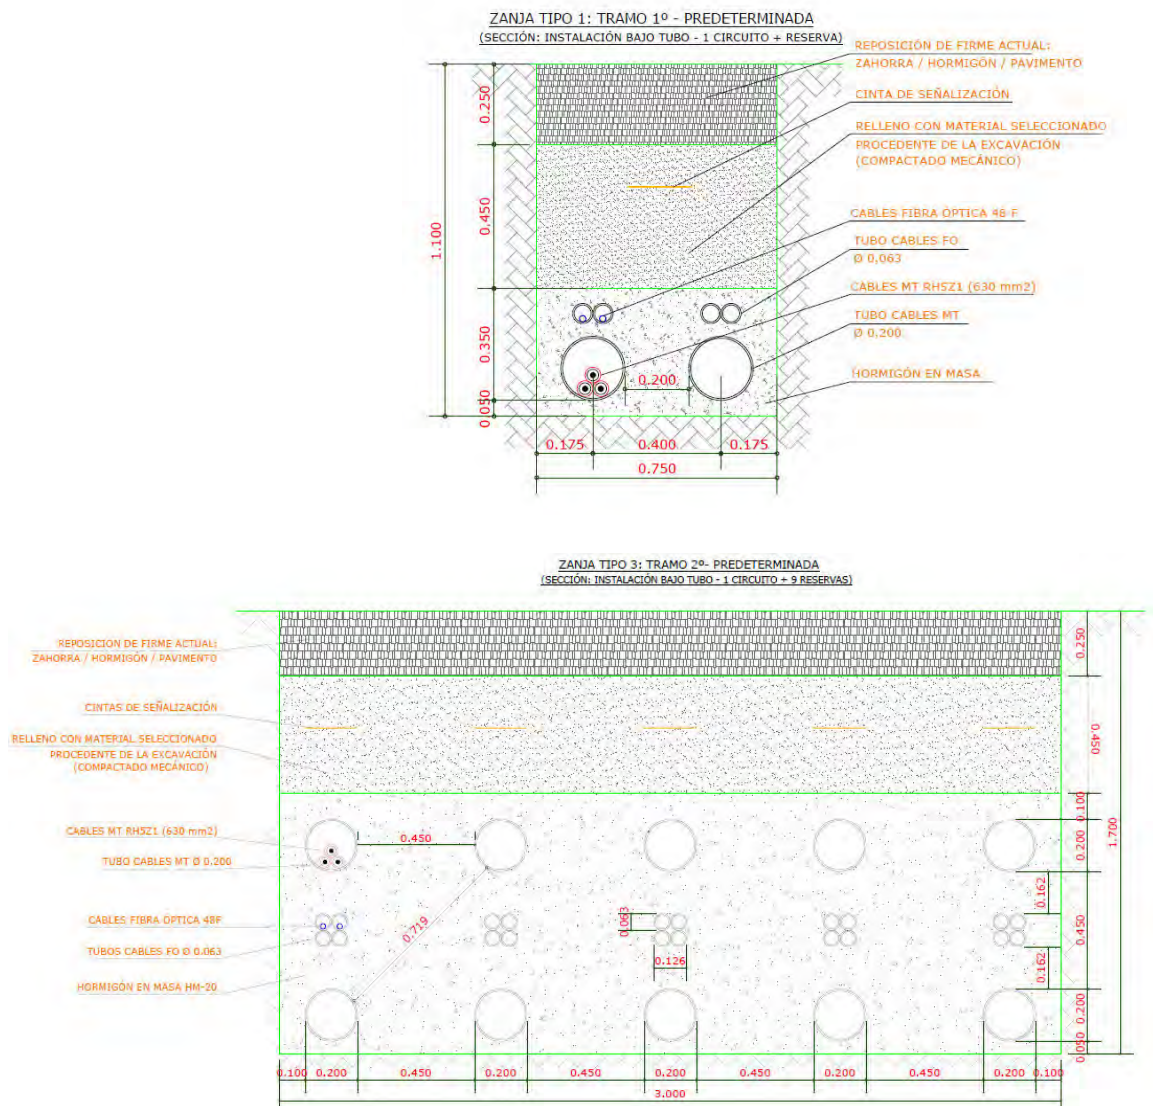 ZANJA TIPO 1: TRAMO 1º - PREDETERMINADA
(SECCIÓN: INSTALACIÓN BAJO TUBO - 1 CIRCUITO + RESERVA)
REPOSICIÓN DE FIRME ACTUAL:
ZAHORRA / HORMIGÓN / PAVIMENTO
CINTA DE SEÑALIZACIÓN
RELLENO CON MATERIAL SELECCIONADO
PROCEDENTE DE LA EXCAVACIÓN
(COMPACTADO MECÁNICO)
CABLES FIBRA ÓPTICA 48 F
TUBO CABLES FO
Ø 0.063
CABLES MT RH5Z1 (630 mm2)
TUBO CABLES MT
Ø 0.200
HORMIGÓN EN MASA
0.250
0.450
1.100
0.350
0.050
0.200
0.175
0.400
0.175
0.750
ZANJA TIPO 3: TRAMO 2º- PREDETERMINADA
(SECCIÓN: INSTALACIÓN BAJO TUBO - 1 CIRCUITO + 9 RESERVAS)
REPOSICIÓN DE FIRME ACTUAL:
ZAHORRA / HORMIGÓN / PAVIMENTO
CINTAS DE SEÑALIZACIÓN
RELLENO CON MATERIAL SELECCIONADO
PROCEDENTE DE LA EXCAVACIÓN
(COMPACTADO MECÁNICO)
CABLES MT RH5Z1 (630 mm2)
TUBO CABLES MT Ø 0.200
CABLES FIBRA ÓPTICA 48F
TUBOS CABLES FO Ø 0.063
HORMIGÓN EN MASA HM-20
0.450
0.719
0.063
0.126
0.250
0.450
0.100
0.200
1.700
0.162
0.450
0.162
0.200
0.050
0.100
0.200
0.450
0.200
0.450
0.200
0.450
0.200
0.450
0.200
0.100
3.000